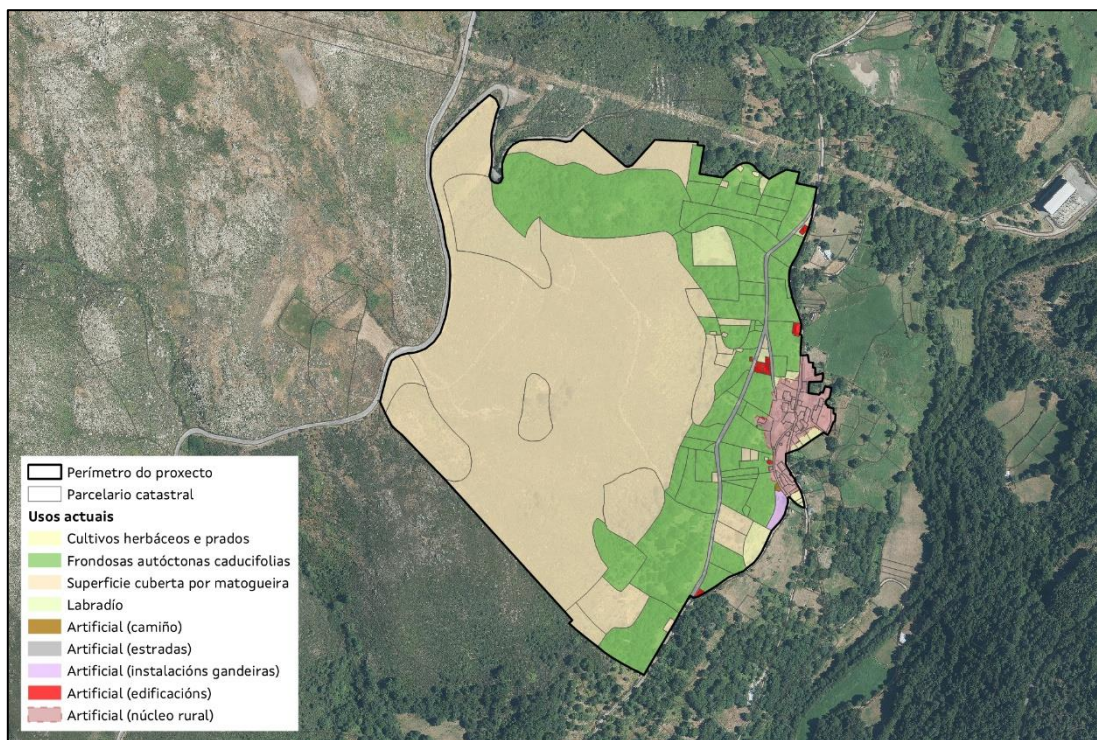 Perímetro do proxecto
Parcelario catastral
Usos actuais
Cultivos herbáceos e prados
Frondosas autóctonas caducifolias
Superficie cuberta por matogueira
Labradío
Artificial (camiño)
Artificial (estradas)
Artificial (instalacións gandeiras)
Artificial (edificacións)
Artificial (núcleo rural)